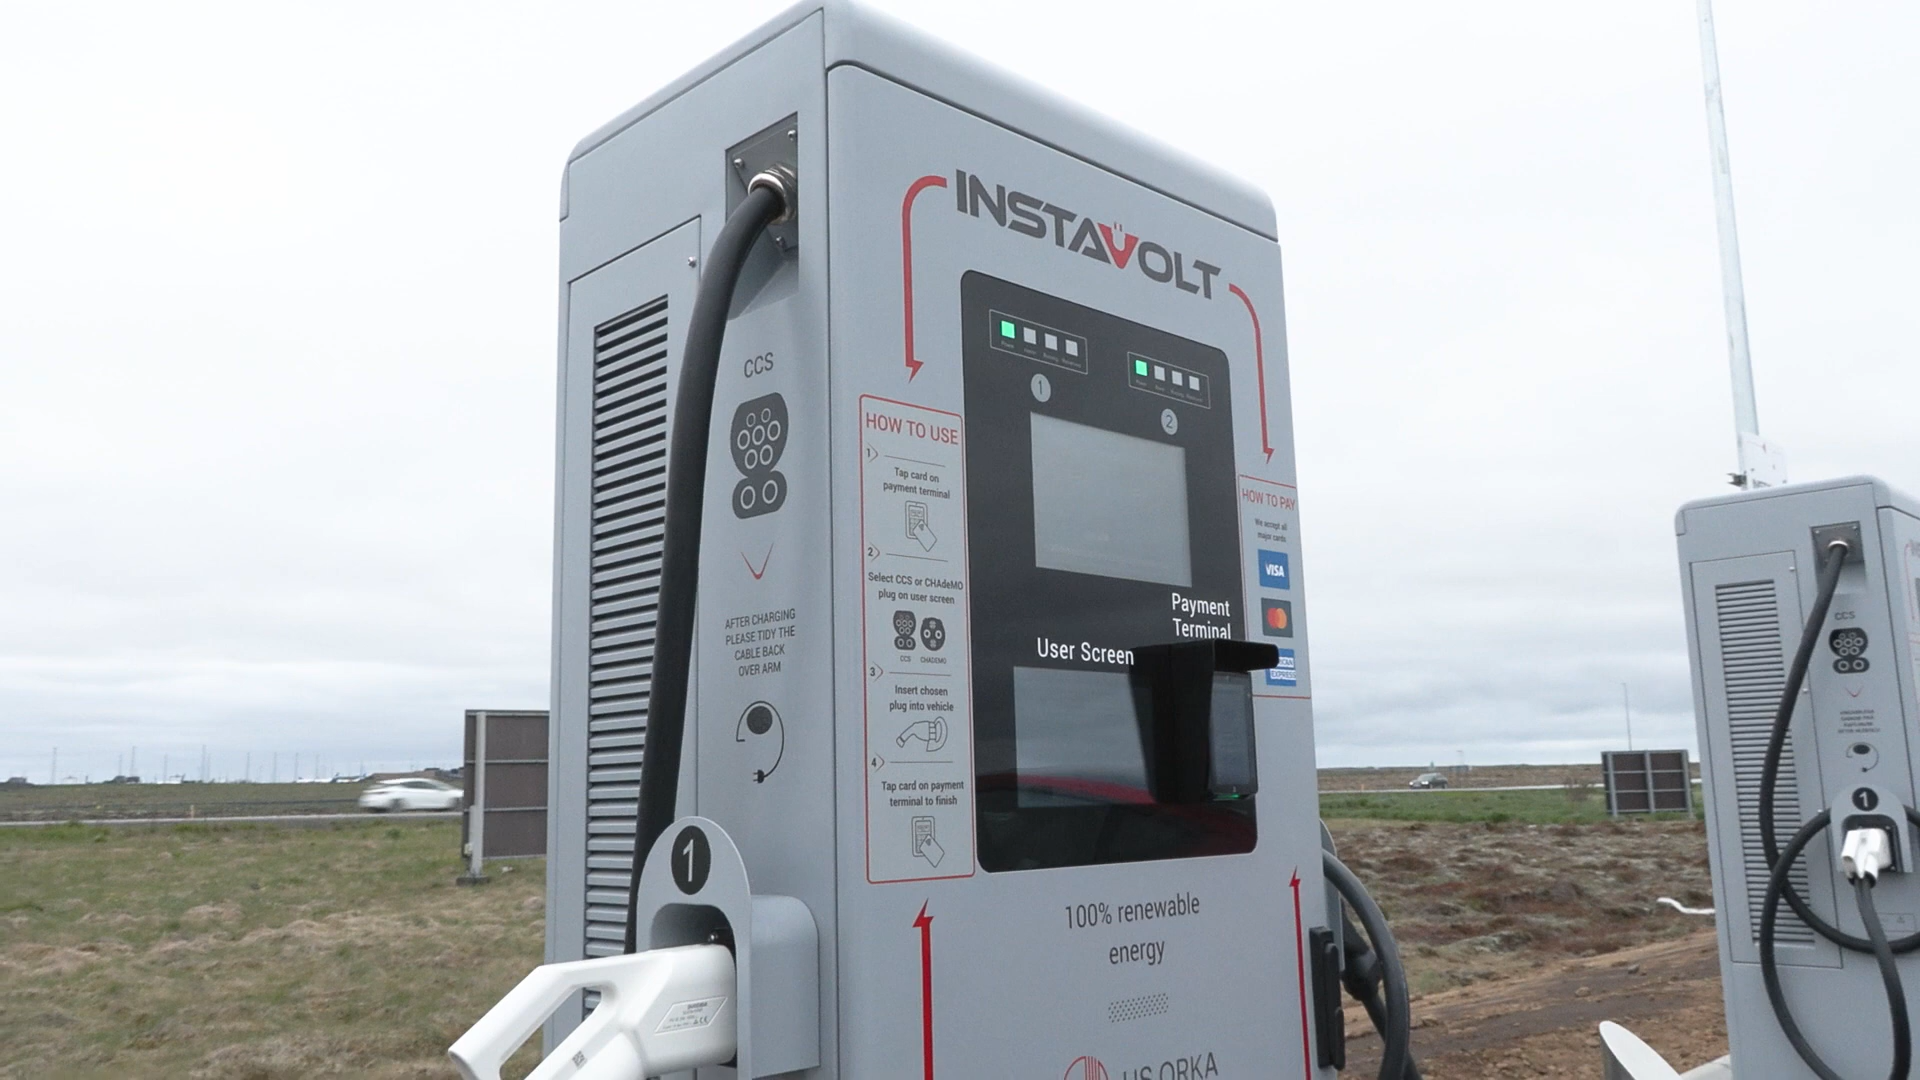 INSTAVOLT
CCS
AFTER CHARGING
PLEASE TIDY THE
CABLE BACK
OVER ARM
1
HOW TO USE
1
Tap card on
payment terminal
2
Select CCS or CHAdeMO
plug on user screen
CCS CHADEMO
3
Insert chosen
plug into vehicle
4
Tap card on payment
terminal to finish
1
2
Payment
Terminal
User Screen
HOW TO PAY
We accept all
major cards
VISA
EXPRESS
100% renewable
energy
ORKA
CCS
1